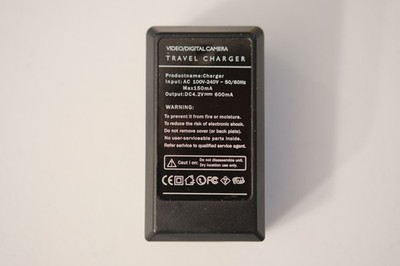 VIDEO/DIGITAL CAMERA
TRAVEL CHARGER
Productname:Charger
Input: AC 100V-240V ~ 50/60Hz
Max150mA
Output:DC4.2V 600mA
WARNING:
To prevent it from fire or moisture.
To reduce the risk of electronic shock.
Do not remove cover (or back plate).
No user-serviceable parts inside.
Refer service to qualified service agent.
Caution: Do not disassemble unit.
Dry location use only.
CE FC